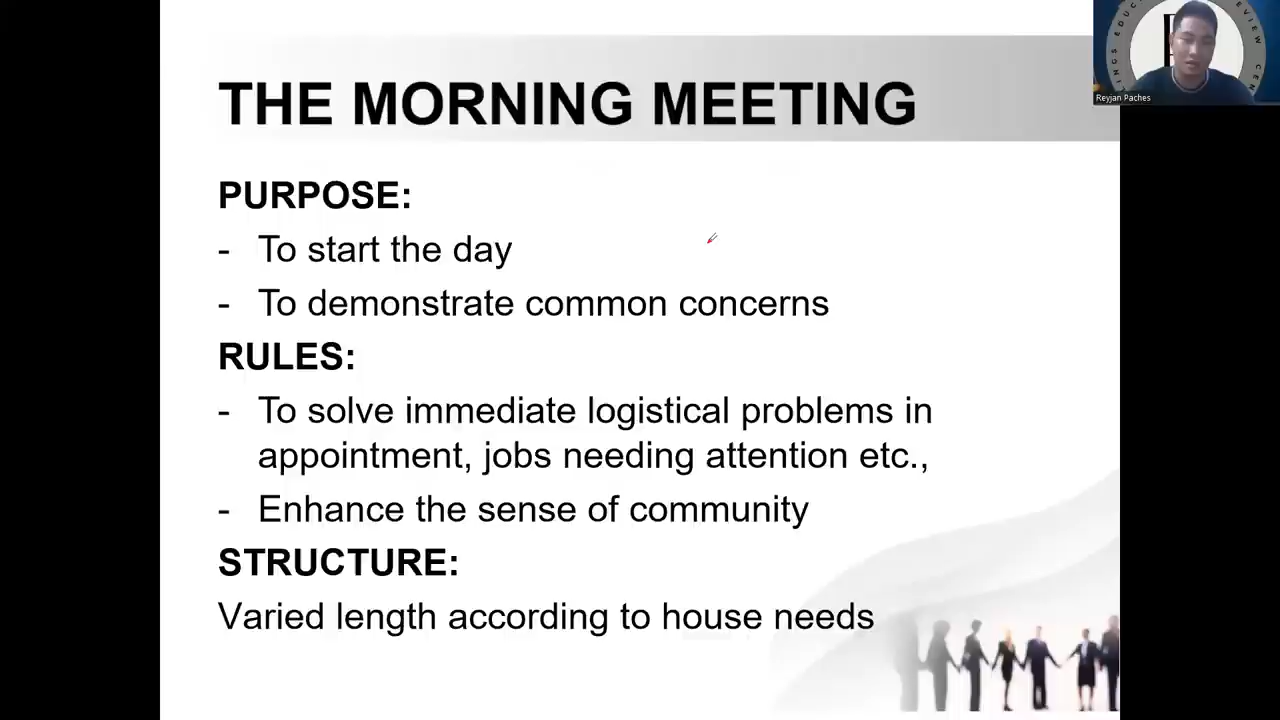 THE MORNING MEETING
PURPOSE:
- To start the day
- To demonstrate common concerns
RULES:
- To solve immediate logistical problems in
appointment, jobs needing attention etc.,
- Enhance the sense of community
STRUCTURE:
Varied length according to house needs
Reyjan Paches